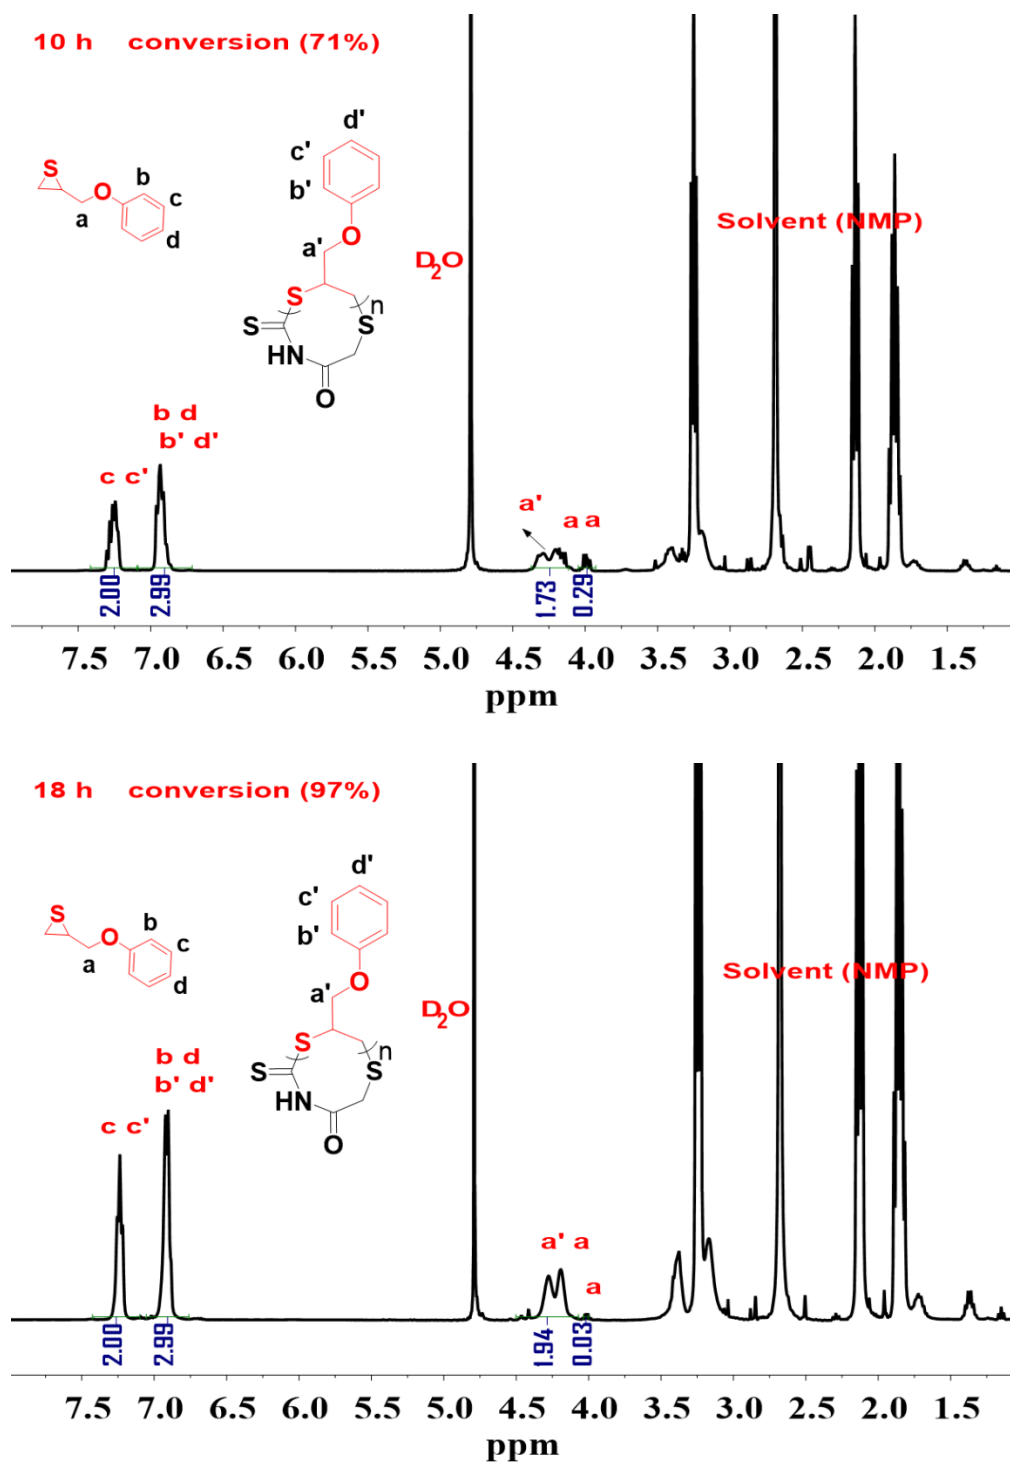 10 h conversion (71%)
d'
c'
b'
S
O
b
c
a
d
O
a'
D2O
Solvent (NMP)
S
n
S
S
HN
O
b d
b' d'
c c'
a'
a a
2.00
2.99
1.73
0.29
7.5 7.0 6.5 6.0 5.5 5.0 4.5 4.0 3.5 3.0 2.5 2.0 1.5
ppm
18 h conversion (97%)
d'
c'
b'
S
O
b
c
a
d
O
a'
D2O
Solvent (NMP)
S
n
S
S
HN
O
b d
b' d'
c c'
a' a
a
2.00
2.99
1.94
0.03
7.5 7.0 6.5 6.0 5.5 5.0 4.5 4.0 3.5 3.0 2.5 2.0 1.5
ppm